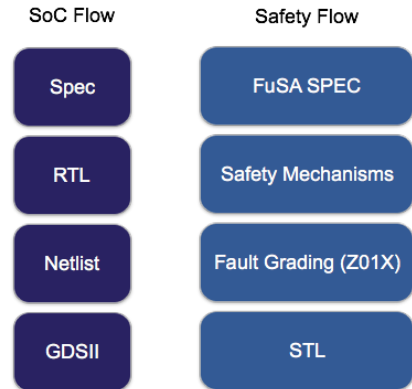 SoC Flow
Safety Flow
Spec
FuSA SPEC
RTL
Safety Mechanisms
Netlist
Fault Grading (Z01X)
GDSII
STL